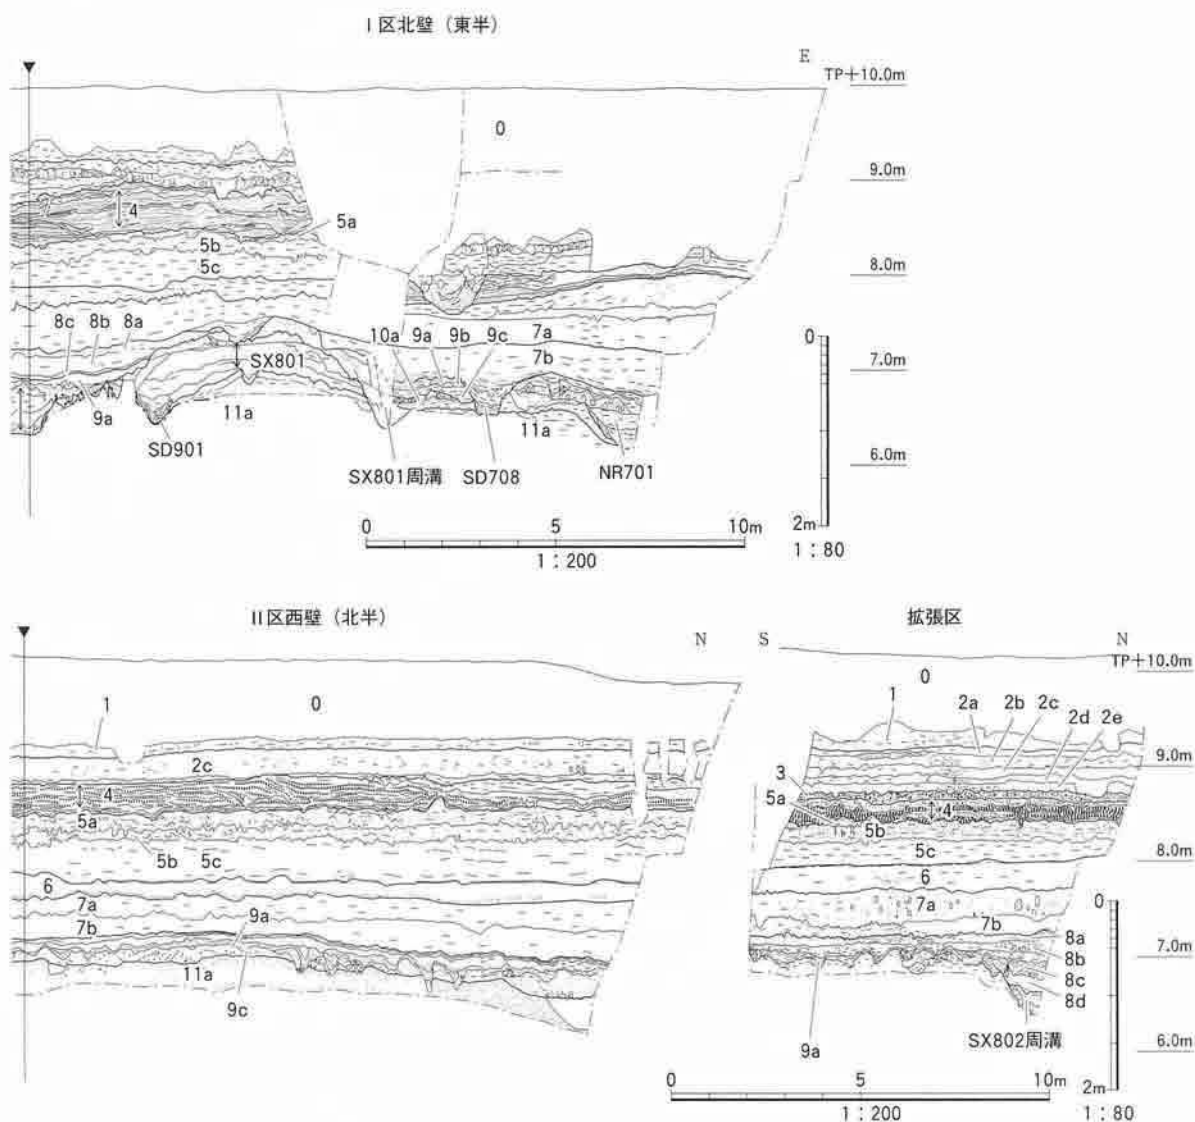 Ⅰ区北壁（東半）
E
TP+10.0m
0
9.0m
4
5a
5b
5c
8.0m
8c 8b 8a
10a 9a 9b 9c 7a
7b
0
7.0m
SX801
9a
11a
11a
SD901
SX801周溝 SD708 NR701
6.0m
0 5 10m
1：200
2m
1：80
Ⅱ区西壁（北半）
拡張区
N
S
N
TP+10.0m
0
1
0
1
2a 2b 2c 2d 2e
9.0m
2c
3
4
4
5a
5a
5b
5b 5c
5c
8.0m
6
6
7a
7a
0
7b
9a
7b
8a
8b
7.0m
11a
8c
9c
8d
9a
SX802周溝
6.0m
0 5 10m
1：200
2m
1：80